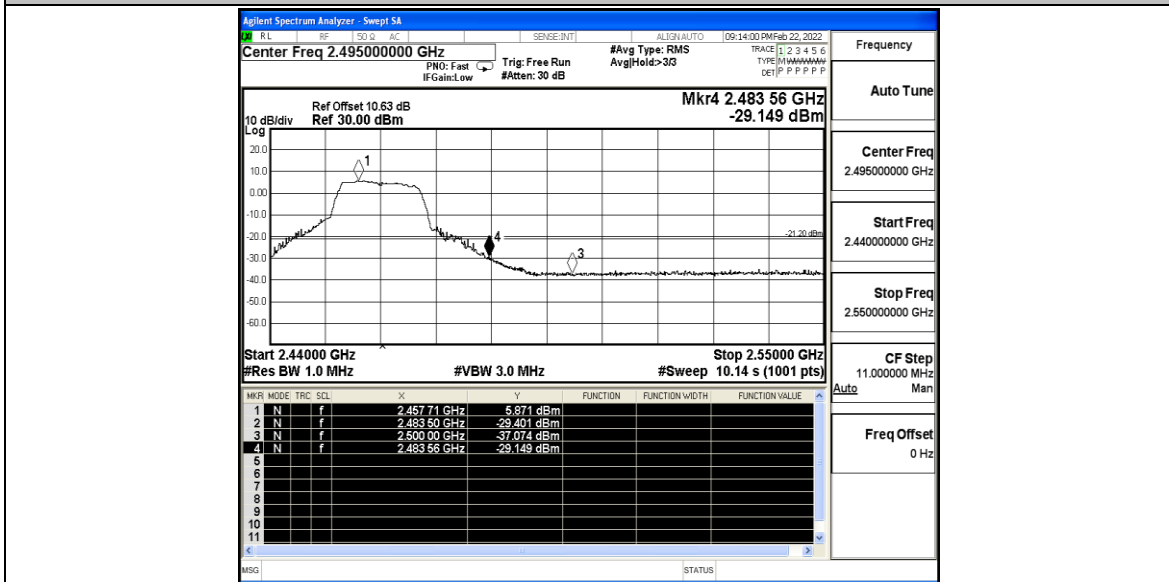 Agilent Spectrum Analyzer - Swept SA
RL RF 50 Ω AC SENSE:INT ALIGNAUTO 09:14:00 PMFeb 22, 2022
Center Freq 2.495000000 GHz
PNO: Fast
IFGain:Low
Trig: Free Run
#Atten: 30 dB
#Avg Type: RMS
Avg|Hold:>3/3
TRACE 1 2 3 4 5 6
TYPE M
DET P P P P P P
Ref Offset 10.63 dB
10 dB/div Ref 30.00 dBm
Log
Mkr4 2.483 56 GHz
-29.149 dBm
20.0
10.0
0.00
-10.0
-20.0
-30.0
-40.0
-50.0
-60.0
1
4
3
-21.20 dBm
Start 2.44000 GHz Stop 2.55000 GHz
#Res BW 1.0 MHz #VBW 3.0 MHz #Sweep 10.14 s (1001 pts)
MKR MODE TRC SCL X Y FUNCTION FUNCTION WIDTH FUNCTION VALUE
1 N f 2.457 71 GHz 5.871 dBm
2 N f 2.483 50 GHz -29.401 dBm
3 N f 2.500 00 GHz -37.074 dBm
4 N f 2.483 56 GHz -29.149 dBm
5
6
7
8
9
10
11
MSG STATUS
Frequency
Auto Tune
Center Freq
2.495000000 GHz
Start Freq
2.440000000 GHz
Stop Freq
2.550000000 GHz
CF Step
11.000000 MHz
Auto Man
Freq Offset
0 Hz